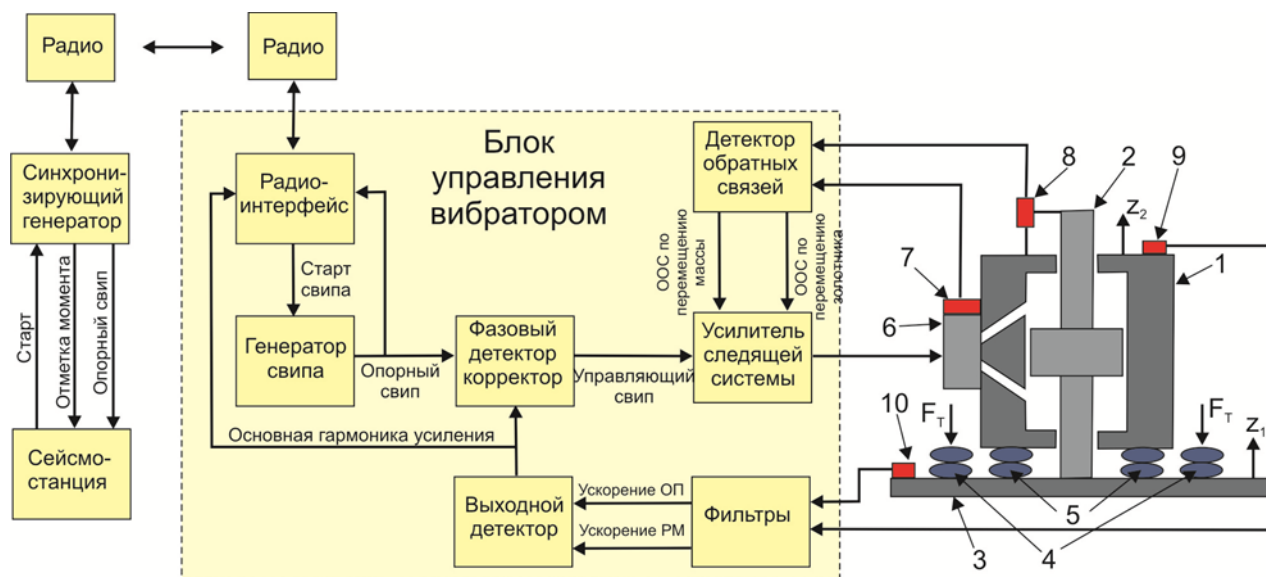 Радио
Радио
Синхрони-
зирующий
генератор
Старт
Отметка момента
Опорный свип
Сейсмо-
станция
Блок
управления
вибратором
Радио-
интерфейс
Старт
свипа
Генератор
свипа
Опорный
свип
Фазовый
детектор
корректор
Управляющий
свип
Детектор
обратных
связей
ООС по
перемещению
массы
ООС по
перемещению
золотника
Усилитель
следящей
системы
Основная гармоника усиления
Выходной
детектор
Ускорение ОП
Ускорение РМ
Фильтры
8
2
9
z2
1
7
6
10
FТ
FТ
z1
3
4
5